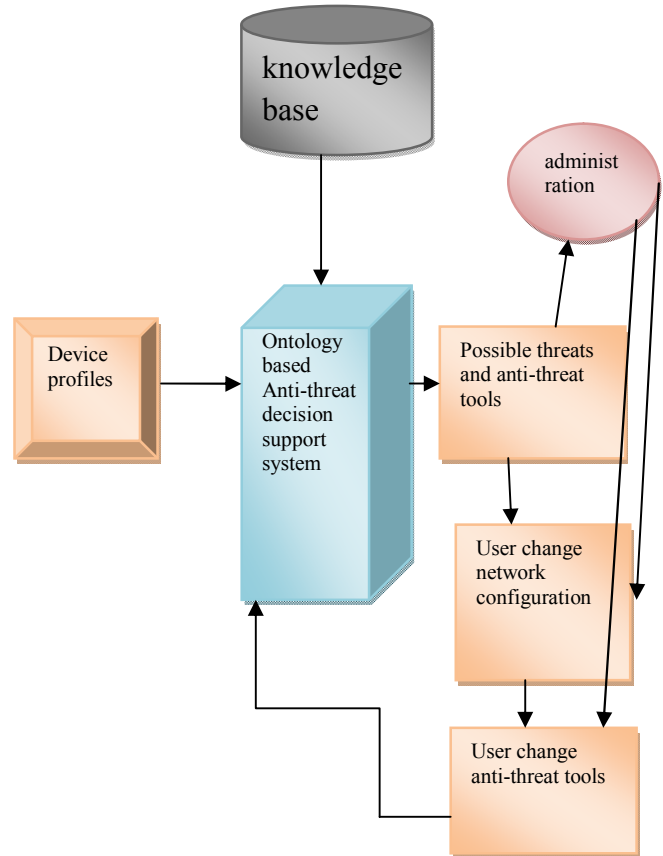 knowledge
base
administ
ration
Device
profiles
Ontology
based
Anti-threat
decision
support
system
Possible threats
and anti-threat
tools
User change
network
configuration
User change
anti-threat tools